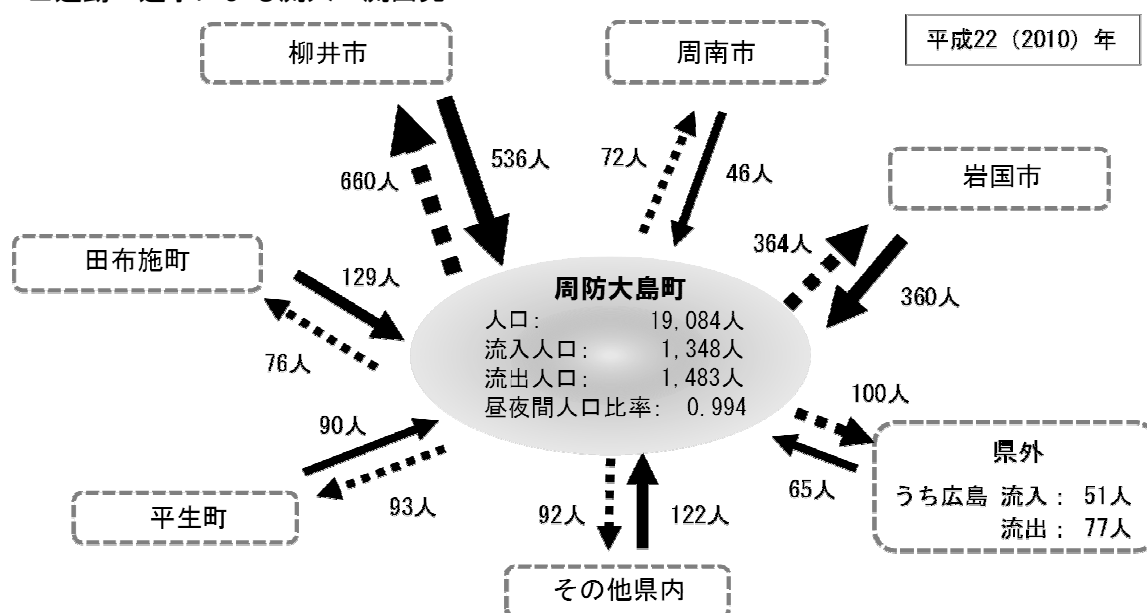 平成22（2010）年
柳井市
周南市
岩国市
田布施町
平生町
その他県内
県外
うち広島 流入： 51人
流出： 77人
660人
536人
72人
46人
364人
360人
129人
76人
90人
93人
92人
122人
100人
65人
周防大島町
人口： 19,084人
流入人口： 1,348人
流出人口： 1,483人
昼夜間人口比率： 0.994